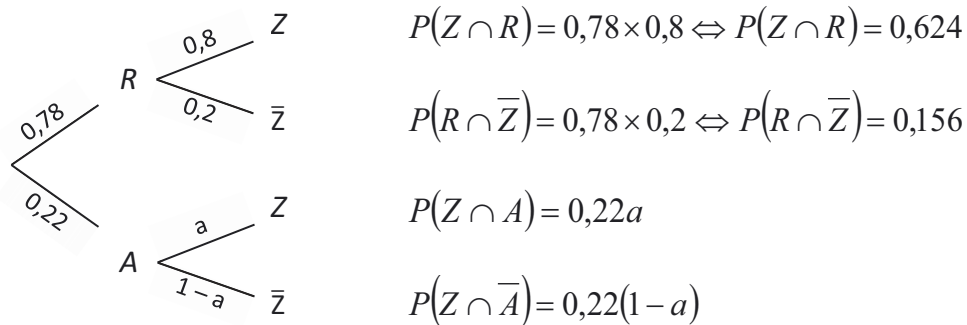 0,8 Z P(Z ∩ R) = 0,78 × 0,8 ⇔ P(Z ∩ R) = 0,624
R
0,78 0,2 Z̅ P(R ∩ Z̅) = 0,78 × 0,2 ⇔ P(R ∩ Z̅) = 0,156
0,22 a Z P(Z ∩ A) = 0,22a
A
1 – a Z̅ P(Z ∩ A̅) = 0,22(1 – a)